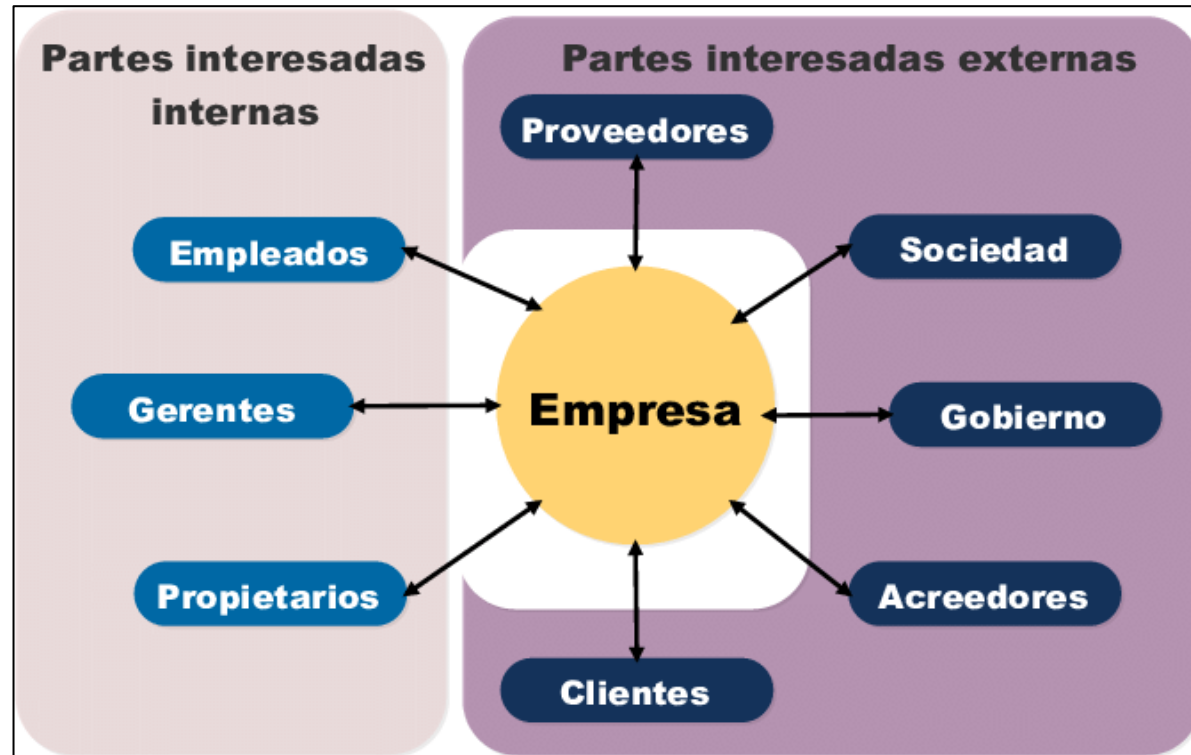 Partes interesadas
internas
Partes interesadas externas
Proveedores
Empleados
Sociedad
Gerentes
Empresa
Gobierno
Propietarios
Acreedores
Clientes